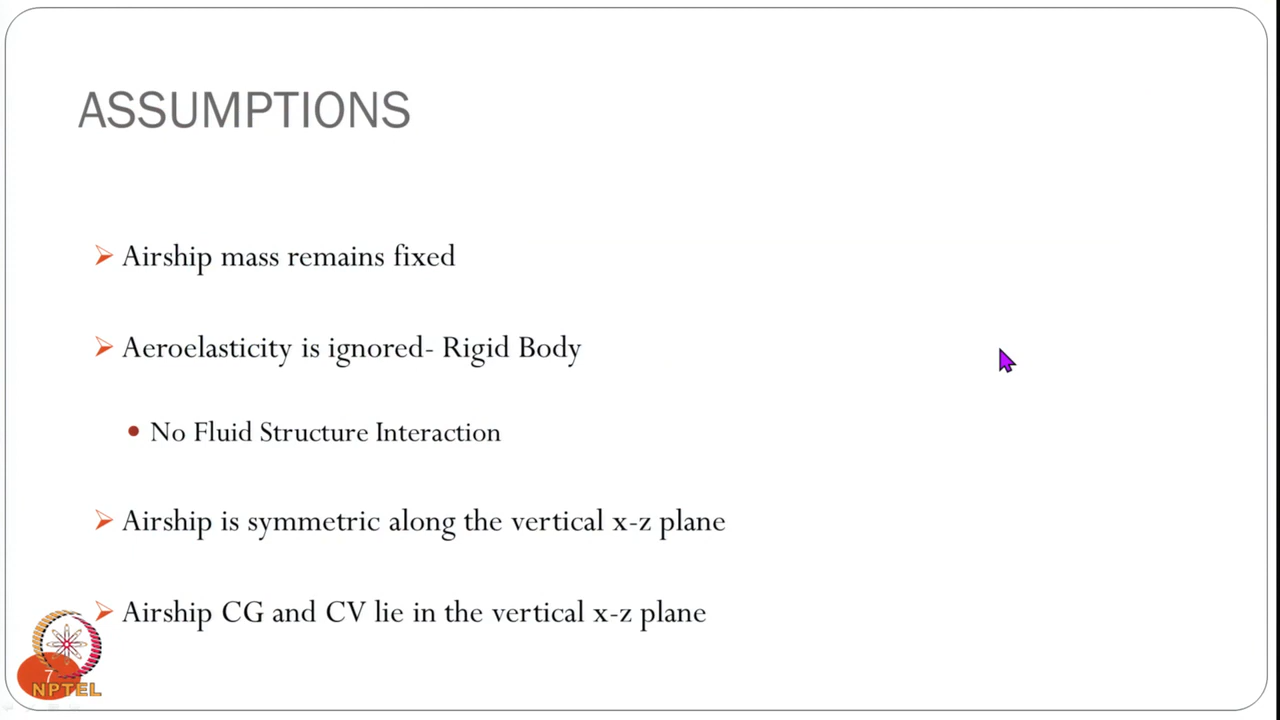 ASSUMPTIONS
Airship mass remains fixed
Aeroelasticity is ignored- Rigid Body
No Fluid Structure Interaction
Airship is symmetric along the vertical x-z plane
Airship CG and CV lie in the vertical x-z plane
7
NPTEL